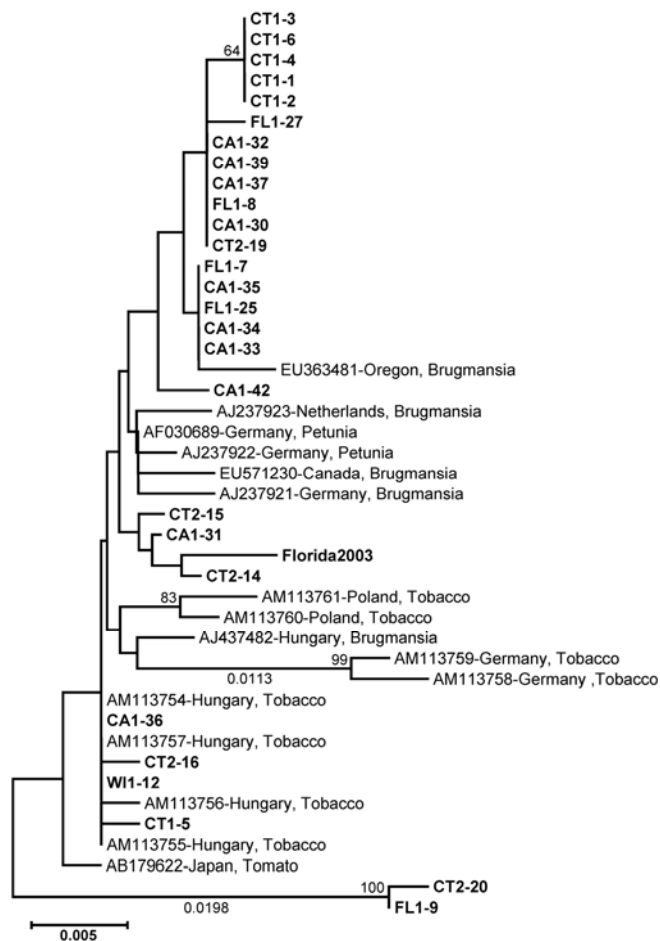 CT1-3
CT1-6
64
CT1-4
CT1-1
CT1-2
FL1-27
CA1-32
CA1-39
CA1-37
FL1-8
CA1-30
CT2-19
FL1-7
CA1-35
FL1-25
CA1-34
CA1-33
EU363481-Oregon, Brugmansia
CA1-42
AJ237923-Netherlands, Brugmansia
AF030689-Germany, Petunia
AJ237922-Germany, Petunia
EU571230-Canada, Brugmansia
AJ237921-Germany, Brugmansia
CT2-15
CA1-31
Florida2003
CT2-14
83
AM113761-Poland, Tobacco
AM113760-Poland, Tobacco
AJ437482-Hungary, Brugmansia
99
AM113759-Germany, Tobacco
0.0113
AM113758-Germany ,Tobacco
AM113754-Hungary, Tobacco
CA1-36
AM113757-Hungary, Tobacco
CT2-16
WI1-12
AM113756-Hungary, Tobacco
CT1-5
AM113755-Hungary, Tobacco
AB179622-Japan, Tomato
100
CT2-20
0.0198
FL1-9
0.005